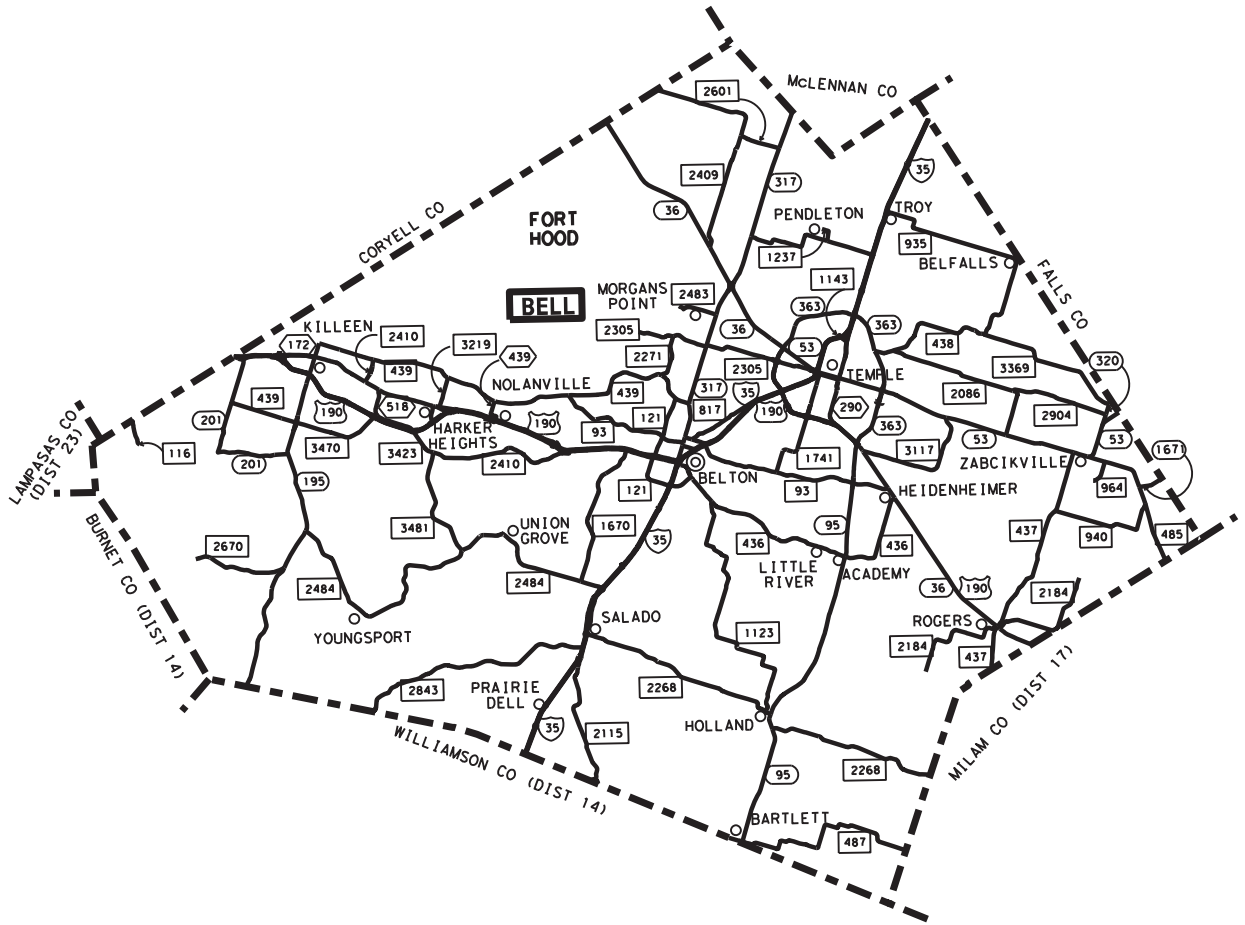 McLENNAN CO
2601
35
2409
317
36
CORYELL CO
FORT
HOOD
PENDLETON
TROY
935
1237
BELFALLS
1143
FALLS CO
MORGANS
POINT
2483
BELL
363
363
KILLEEN
2410
2305
36
172
3219
439
53
438
320
2271
2305
3369
439
NOLANVILLE
439
317
35
TEMPLE
2086
439
190
518
190
121
817
190
290
2904
201
HARKER
HEIGHTS
93
363
53
53
116
3470
3423
2410
1741
3117
1671
201
ZABCIKVILLE
LAMPASAS CO
(DIST 23)
195
BELTON
93
HEIDENHEIMER
964
121
BURNET CO (DIST 14)
3481
UNION
GROVE
1670
35
95
437
940
485
2670
436
436
LITTLE
RIVER
ACADEMY
2484
2484
36
190
2184
YOUNGSPORT
SALADO
ROGERS
1123
2184
437
2843
PRAIRIE
DELL
2268
35
2115
HOLLAND
MILAM CO (DIST 17)
WILLIAMSON CO (DIST 14)
95
2268
BARTLETT
487